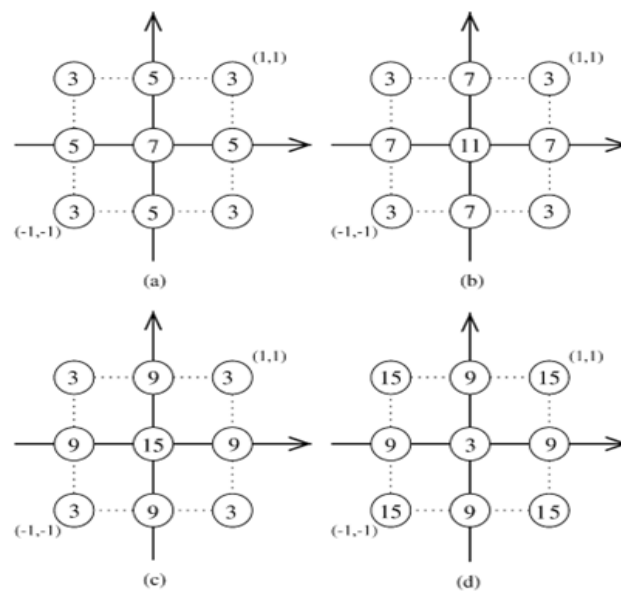 (1,1) (1,1)
3 5 3 3 7 3
5 7 5 7 11 7
3 5 3 3 7 3
(-1,-1) (-1,-1)
(a) (b)
(1,1) (1,1)
3 9 3 15 9 15
9 15 9 9 3 9
3 9 3 15 9 15
(-1,-1) (-1,-1)
(c) (d)